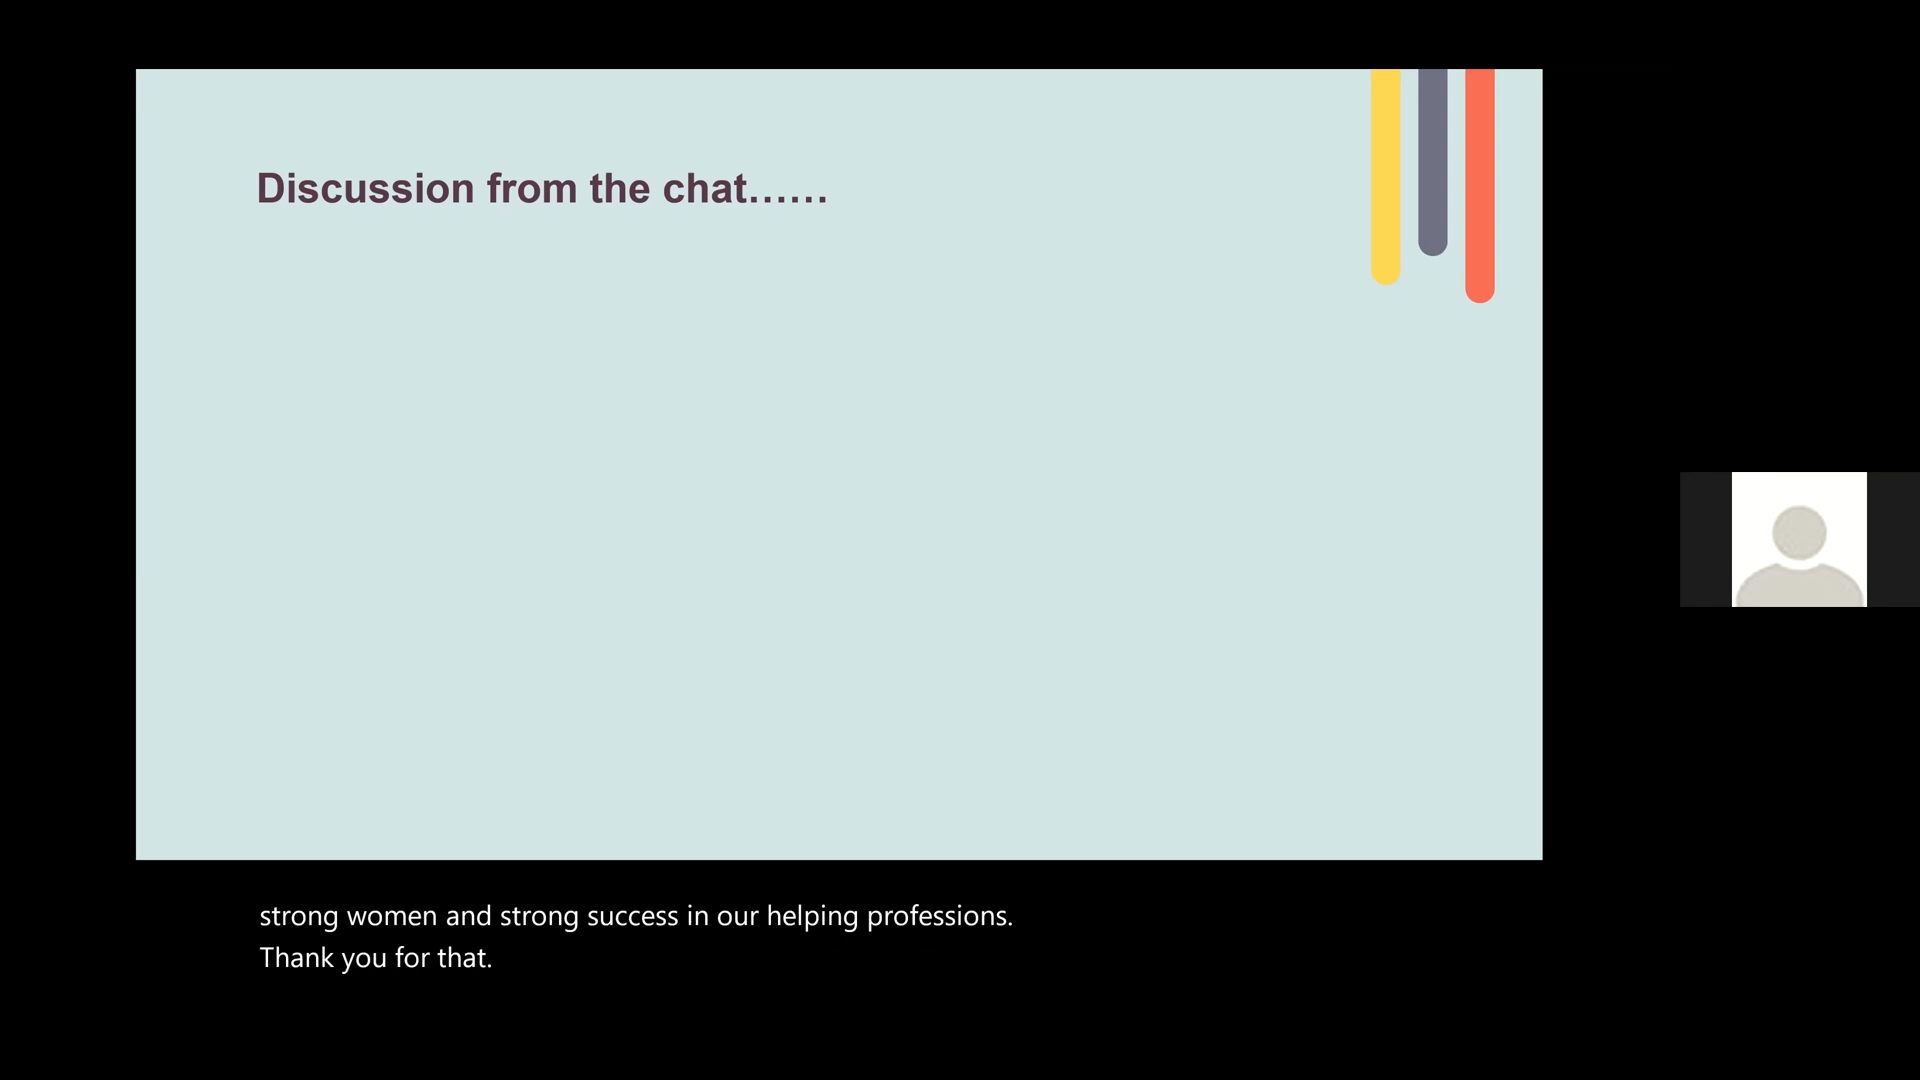 Discussion from the chat……
strong women and strong success in our helping professions.
Thank you for that.